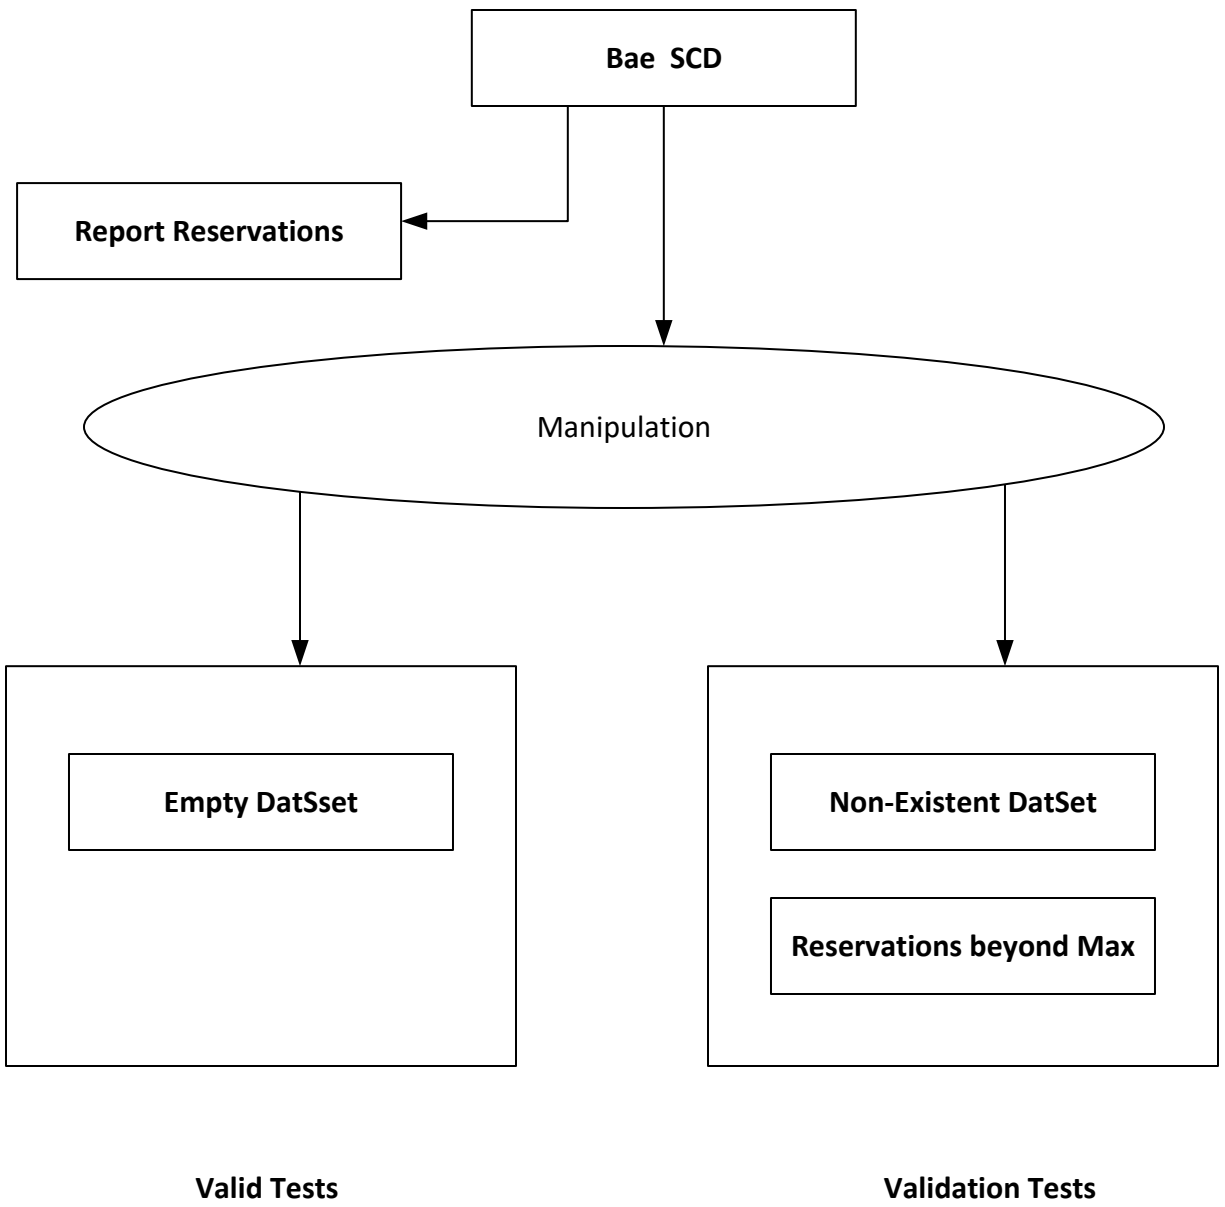 Bae  SCD
Report Reservations
Manipulation
Empty DatSset
Non-Existent DatSet
Reservations beyond Max
Valid Tests
Validation Tests